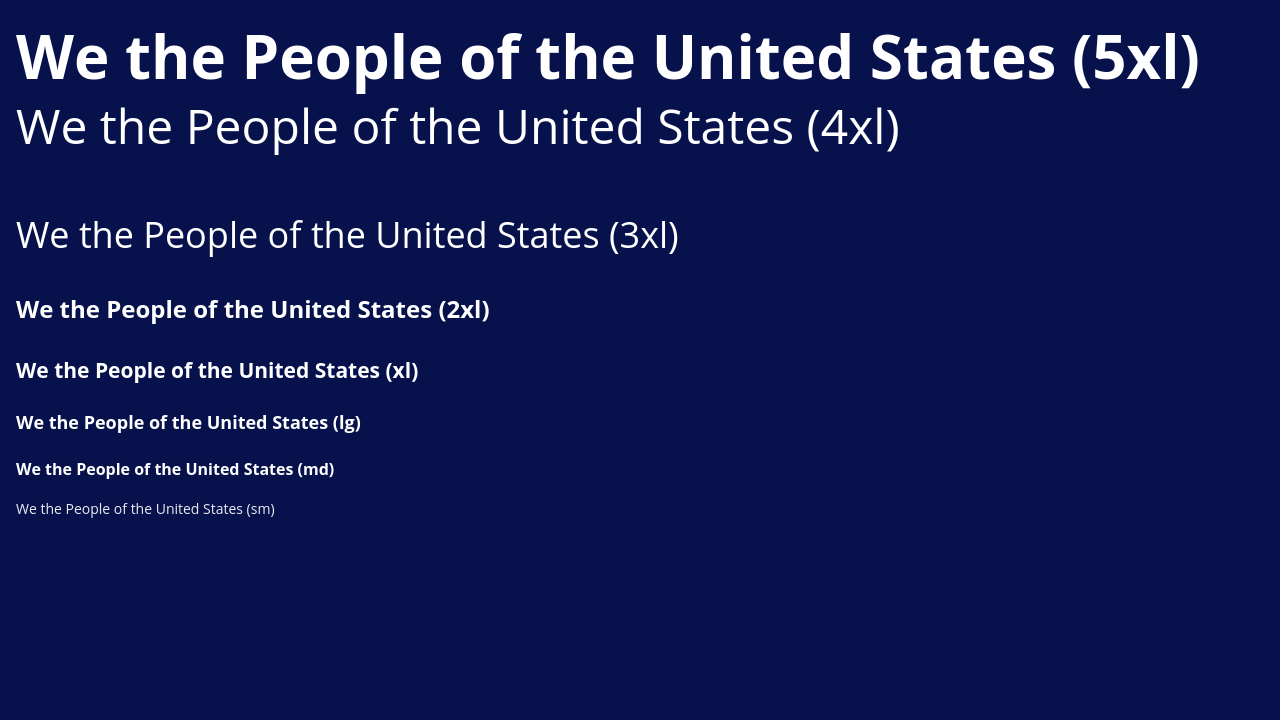 We the People of the United States (5xl)
We the People of the United States (4xl)
We the People of the United States (3xl)
We the People of the United States (2xl)
We the People of the United States (xl)
We the People of the United States (lg)
We the People of the United States (md)
We the People of the United States (sm)